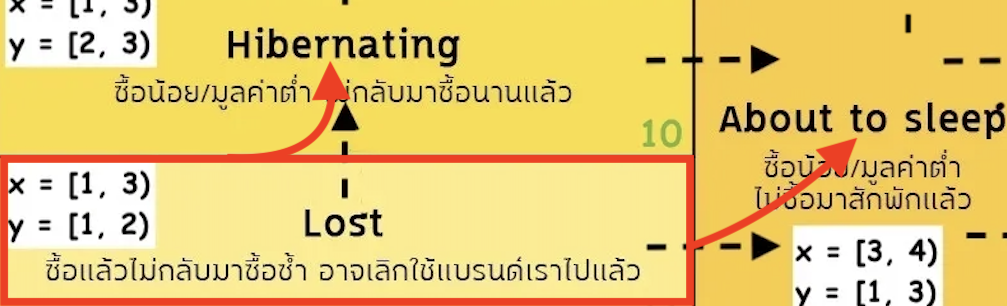 x = [1, 3)
y = [2, 3)
Hibernating
ซื้อน้อย/มูลค่าต่ำ ไม่กลับมาซื้อนานแล้ว
10
About to sleep
ซื้อน้อย/มูลค่าต่ำ
ไม่ซื้อมาสักพักแล้ว
x = [1, 3)
y = [1, 2)
Lost
ซื้อแล้วไม่กลับมาซื้อซ้ำ อาจเลิกใช้แบรนด์เราไปแล้ว
x = [3, 4)
y = [1, 3)